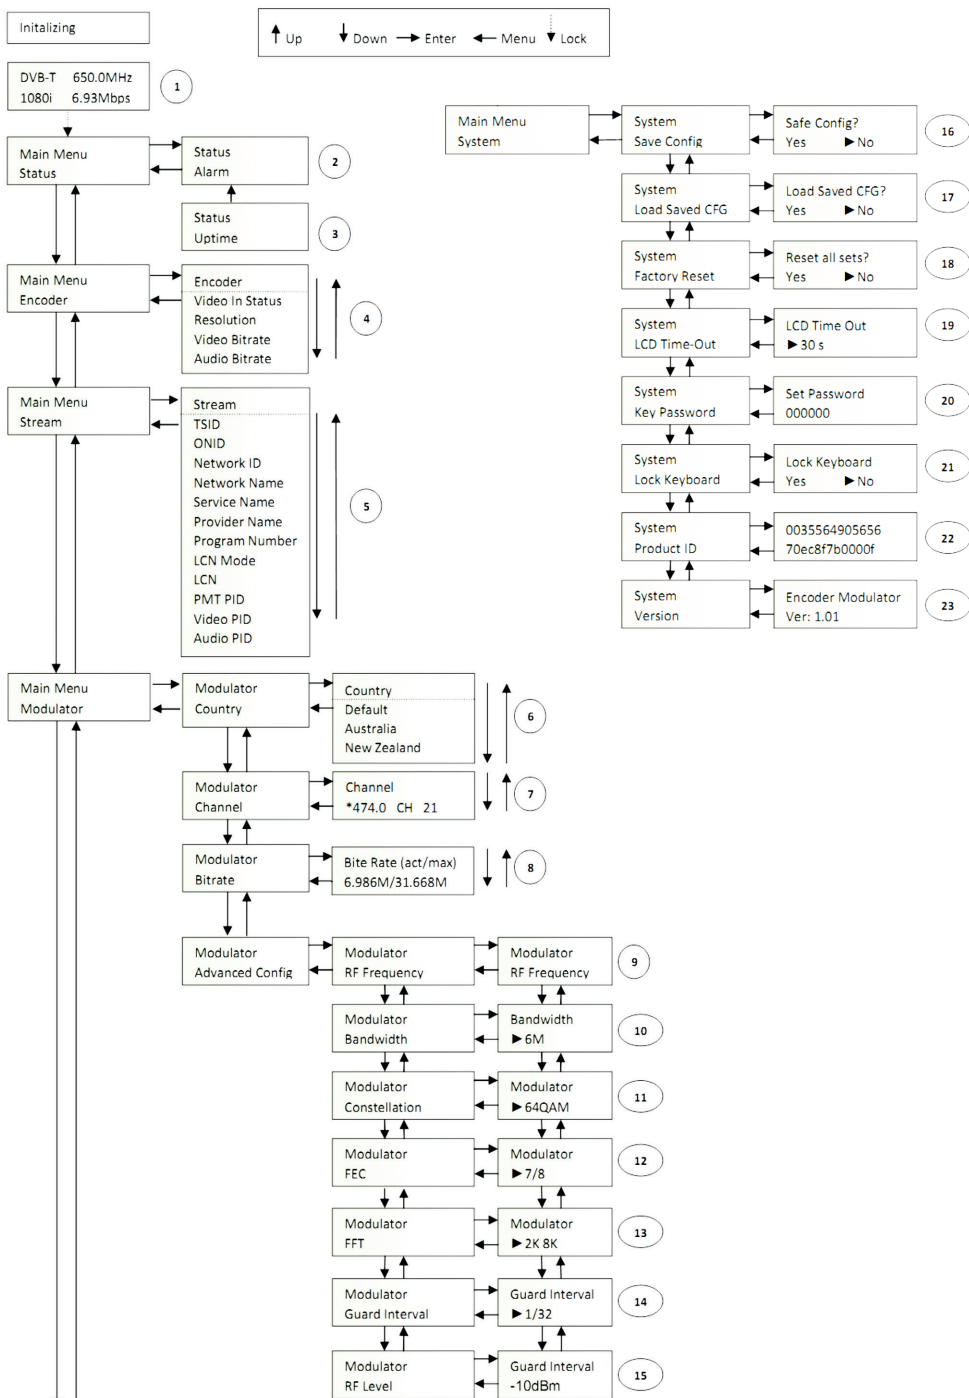 Initalizing
Up Down Enter Menu Lock
DVB-T 650.0MHz
1080i 6.93Mbps
1
Main Menu
Status
Status
Alarm
2
Status
Uptime
3
Main Menu
Encoder
Encoder
Video In Status
Resolution
Video Bitrate
Audio Bitrate
4
Main Menu
Stream
Stream
TSID
ONID
Network ID
Network Name
Service Name
Provider Name
Program Number
LCN Mode
LCN
PMT PID
Video PID
Audio PID
5
Main Menu
Modulator
Modulator
Country
Country
Default
Australia
New Zealand
6
Modulator
Channel
Channel
*474.0 CH 21
7
Modulator
Bitrate
Bite Rate (act/max)
6.986M/31.668M
8
Modulator
Advanced Config
Modulator
RF Frequency
Modulator
RF Frequency
9
Modulator
Bandwidth
Bandwidth
►6M
10
Modulator
Constellation
Modulator
►64QAM
11
Modulator
FEC
Modulator
►7/8
12
Modulator
FFT
Modulator
►2K 8K
13
Modulator
Guard Interval
Guard Interval
►1/32
14
Modulator
RF Level
Guard Interval
-10dBm
15
Main Menu
System
System
Save Config
Safe Config?
Yes ►No
16
System
Load Saved CFG
Load Saved CFG?
Yes ►No
17
System
Factory Reset
Reset all sets?
Yes ►No
18
System
LCD Time-Out
LCD Time Out
►30 s
19
System
Key Password
Set Password
000000
20
System
Lock Keyboard
Lock Keyboard
Yes ►No
21
System
Product ID
0035564905656
70ec8f7b0000f
22
System
Version
Encoder Modulator
Ver: 1.01
23